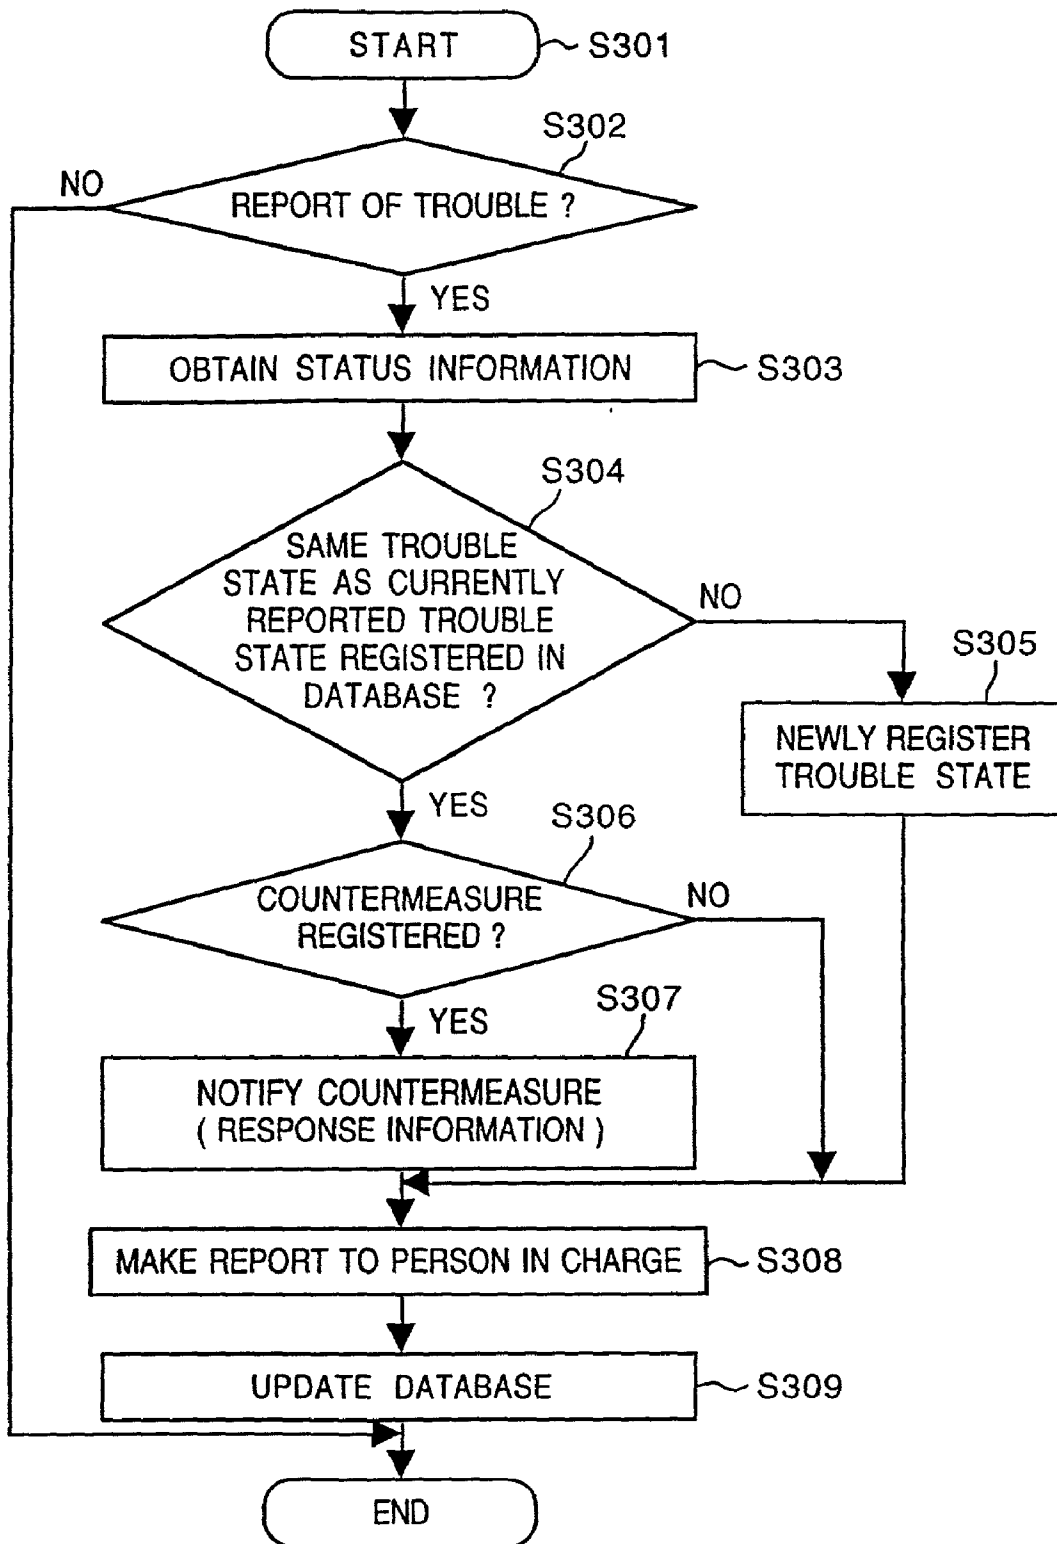 START
S301
S302
NO
REPORT OF TROUBLE ?
YES
OBTAIN STATUS INFORMATION
S303
S304
SAME TROUBLE
STATE AS CURRENTLY
REPORTED TROUBLE
STATE REGISTERED IN
DATABASE ?
NO
S305
NEWLY REGISTER
TROUBLE STATE
YES
S306
COUNTERMEASURE
REGISTERED ?
NO
YES
S307
NOTIFY COUNTERMEASURE
( RESPONSE INFORMATION )
MAKE REPORT TO PERSON IN CHARGE
S308
UPDATE DATABASE
S309
END